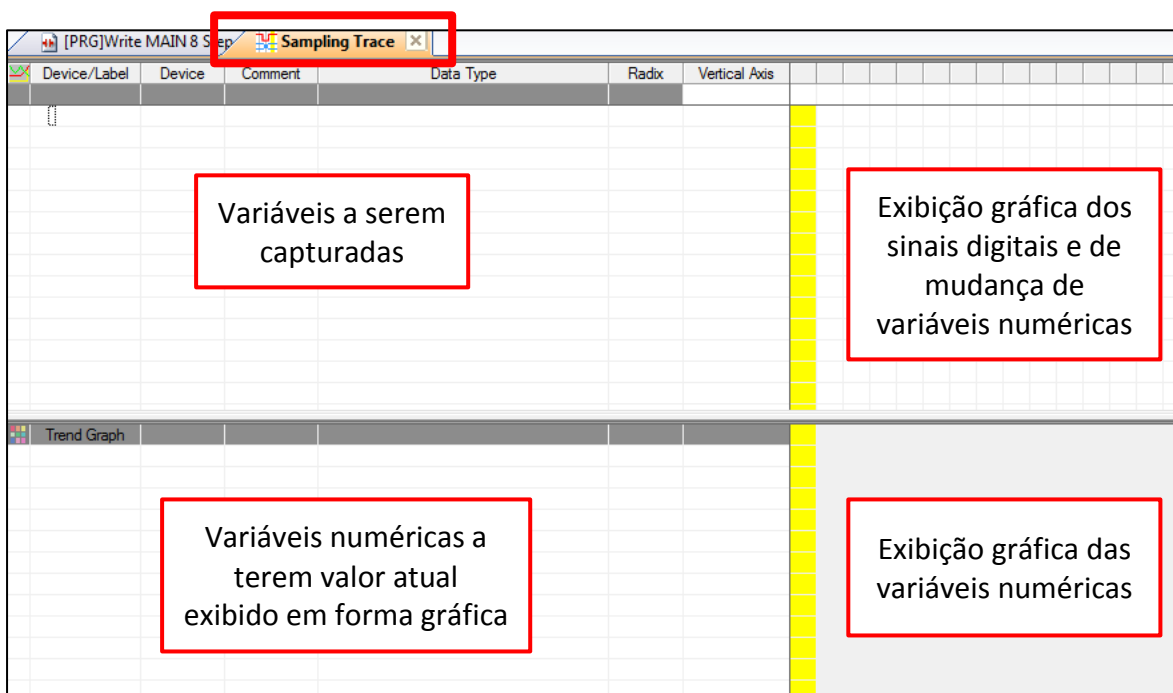 [PRG]Write MAIN 8 Step Sampling Trace
Device/Label Device Comment Data Type Radix Vertical Axis
Variáveis a serem
capturadas
Exibição gráfica dos
sinais digitais e de
mudança de
variáveis numéricas
Trend Graph
Variáveis numéricas a
terem valor atual
exibido em forma gráfica
Exibição gráfica das
variáveis numéricas